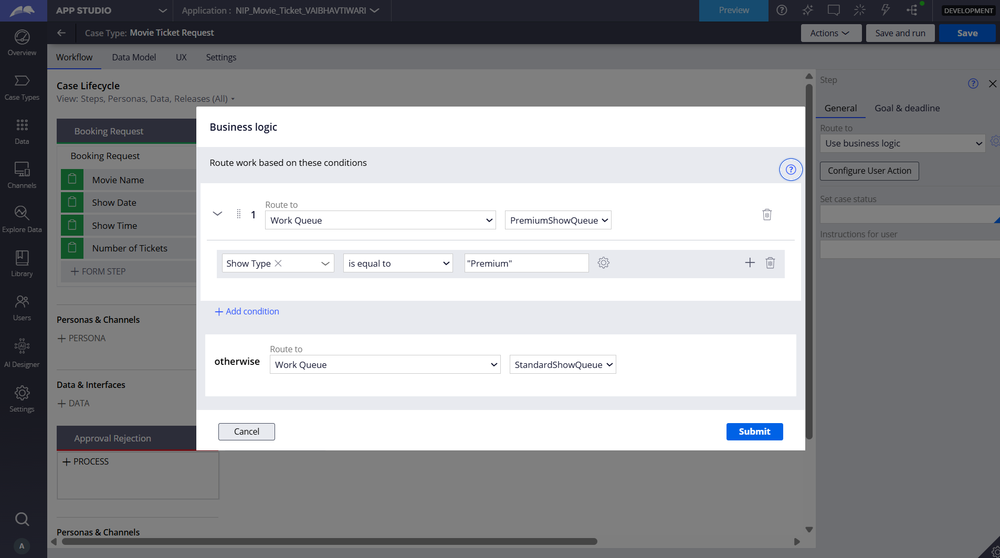 APP STUDIO
Application : NIP_Movie_Ticket_VAIBHAVTIWARI
Preview
DEVELOPMENT
Case Type: Movie Ticket Request
Actions
Save and run
Save
Overview
Case Types
Data
Channels
Explore Data
Library
Users
AI Designer
Settings
A
Workflow
Data Model
UX
Settings
Case Lifecycle
View: Steps, Personas, Data, Releases (All)
Booking Request
Booking Request
Movie Name
Show Date
Show Time
Number of Tickets
+ FORM STEP
Personas & Channels
+ PERSONA
Data & Interfaces
+ DATA
Approval Rejection
+ PROCESS
Personas & Channels
Business logic
Route work based on these conditions
?
1
Route to
Work Queue
PremiumShowQueue
Show Type
is equal to
"Premium"
+ Add condition
otherwise
Route to
Work Queue
StandardShowQueue
Cancel
Submit
Step
?
General
Goal & deadline
Route to
Use business logic
Configure User Action
Set case status
Instructions for user